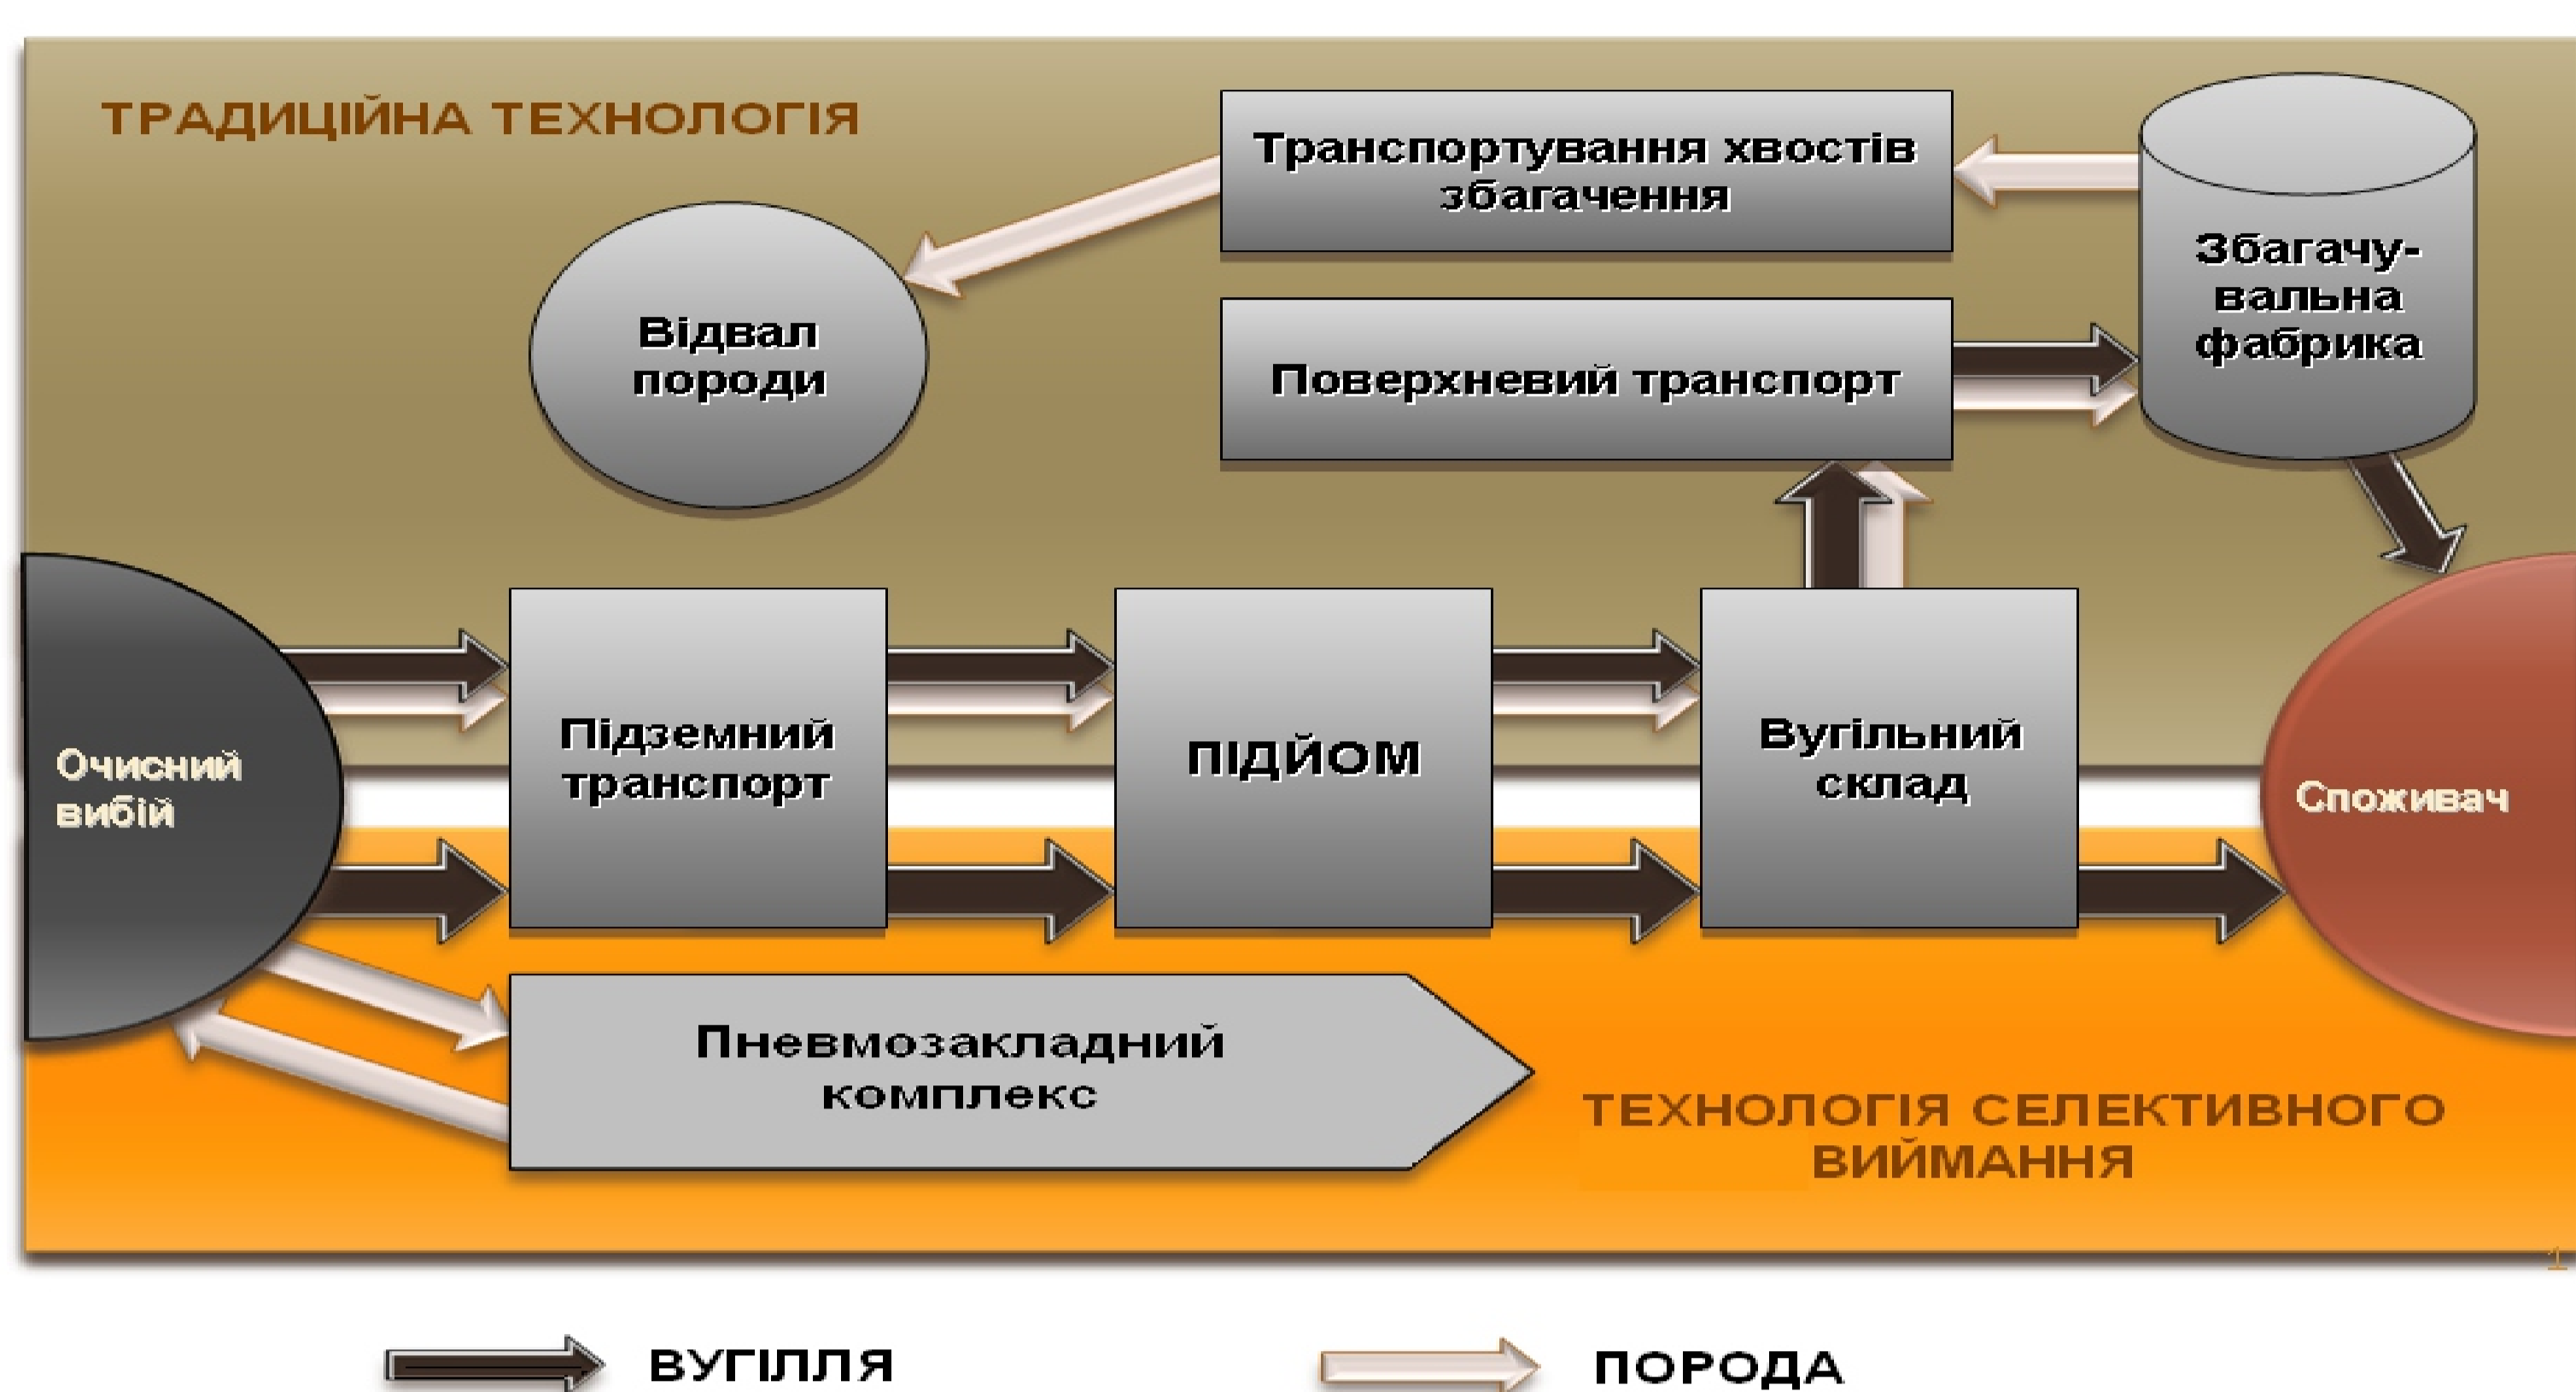 ТРАДИЦІЙНА ТЕХНОЛОГІЯ
Транспортування хвостів
збагачення
Збагачу-
вальна
фабрика
Відвал
породи
Поверхневий транспорт
Очисний
вибій
Підземний
транспорт
ПІДЙОМ
Вугільний
склад
Споживач
Пневмозакладний
комплекс
ТЕХНОЛОГІЯ СЕЛЕКТИВНОГО
ВИЙМАННЯ
1
ВУГІЛЛЯ
ПОРОДА